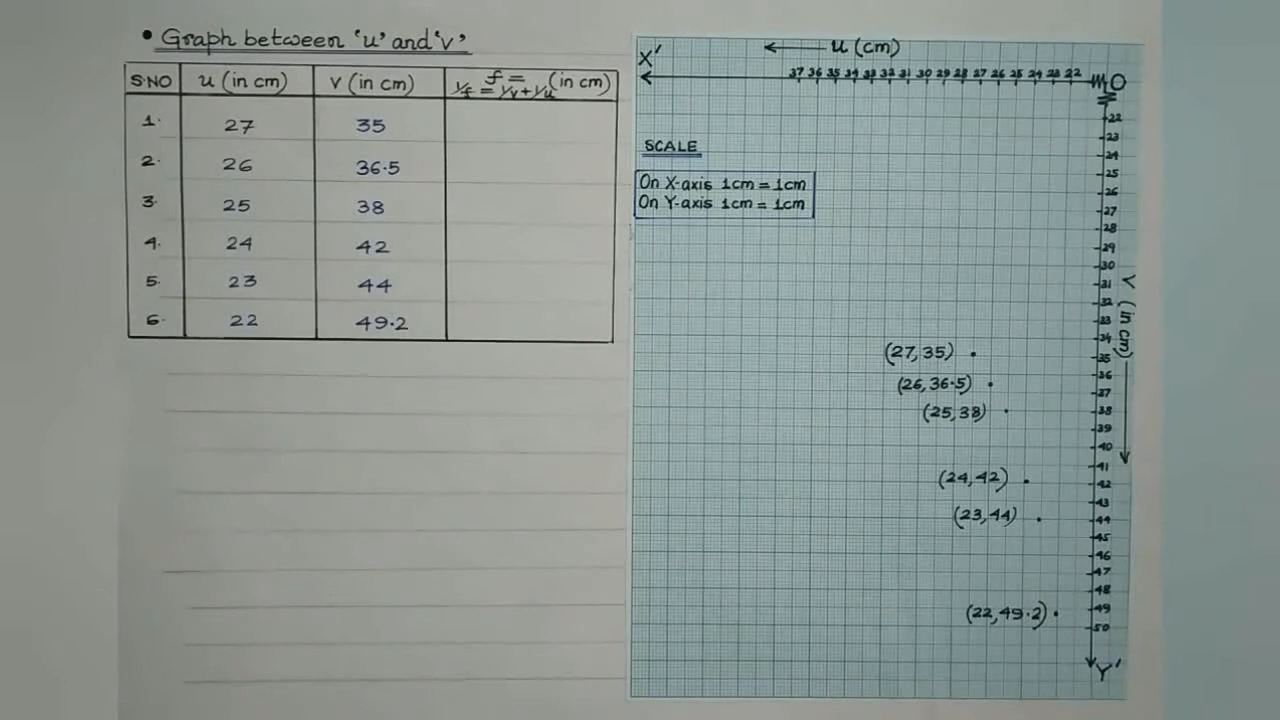 • Graph between 'u' and 'v'
S.NO u (in cm) v (in cm) f = (in cm)
1/f = 1/v + 1/u
1. 27 35
2. 26 36.5
3. 25 38
4. 24 42
5. 23 44
6. 22 49.2
u (cm)
X'
37 36 35 34 33 32 31 30 29 28 27 26 25 24 23 22
O
SCALE
On X-axis 1cm = 1cm
On Y-axis 1cm = 1cm
22
23
24
25
26
27
28
29
30
31
32
33
34
35
36
37
38
39
40
41
42
43
44
45
46
47
48
49
50
V (in cm)
(27,35)
(26,36.5)
(25,38)
(24,42)
(23,44)
(22,49.2)
Y'